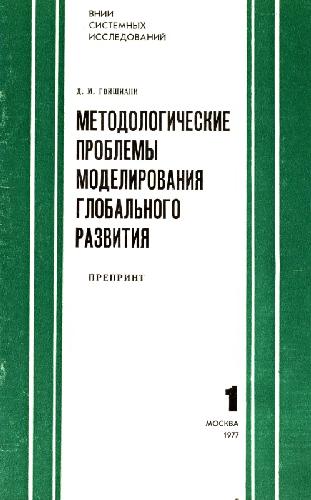 ВНИИ
СИСТЕМНЫХ
ИССЛЕДОВАНИЙ
Д. М. ГВИШИАНИ
МЕТОДОЛОГИЧЕСКИЕ
ПРОБЛЕМЫ
МОДЕЛИРОВАНИЯ
ГЛОБАЛЬНОГО
РАЗВИТИЯ
ПРЕПРИНТ
1
МОСКВА
1977